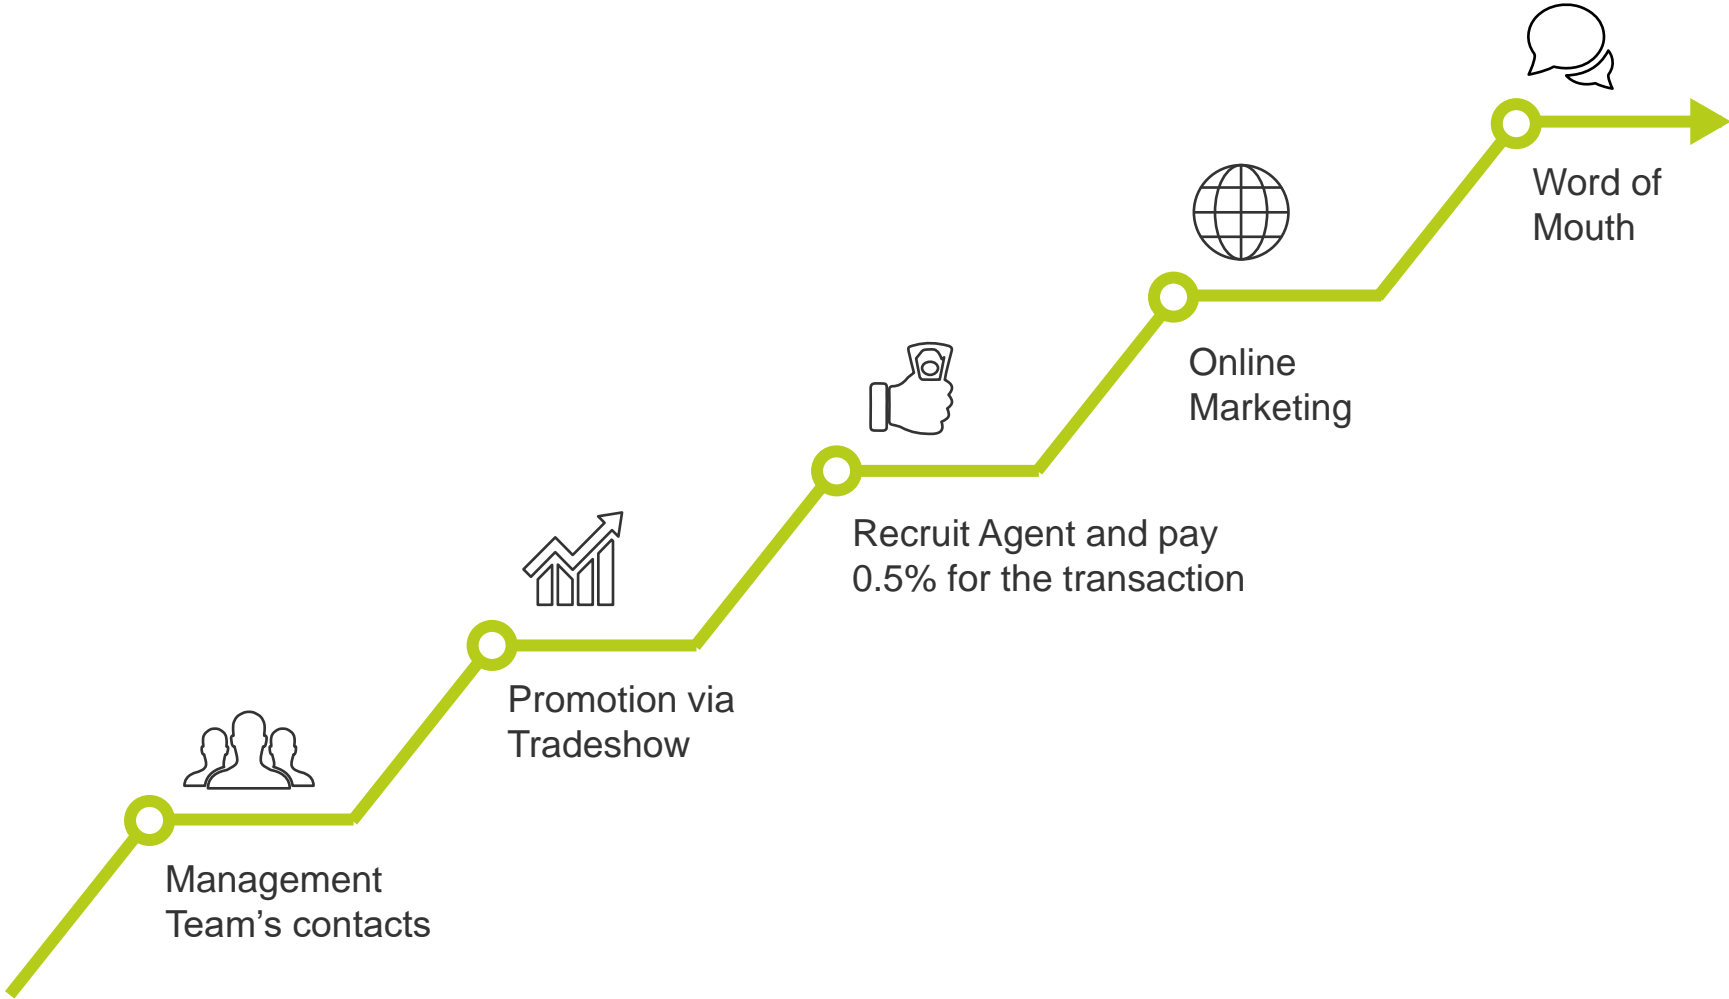 Word of
Mouth
Online
Marketing
Recruit Agent and pay
0.5% for the transaction
Promotion via
Tradeshow
Management
Team’s contacts